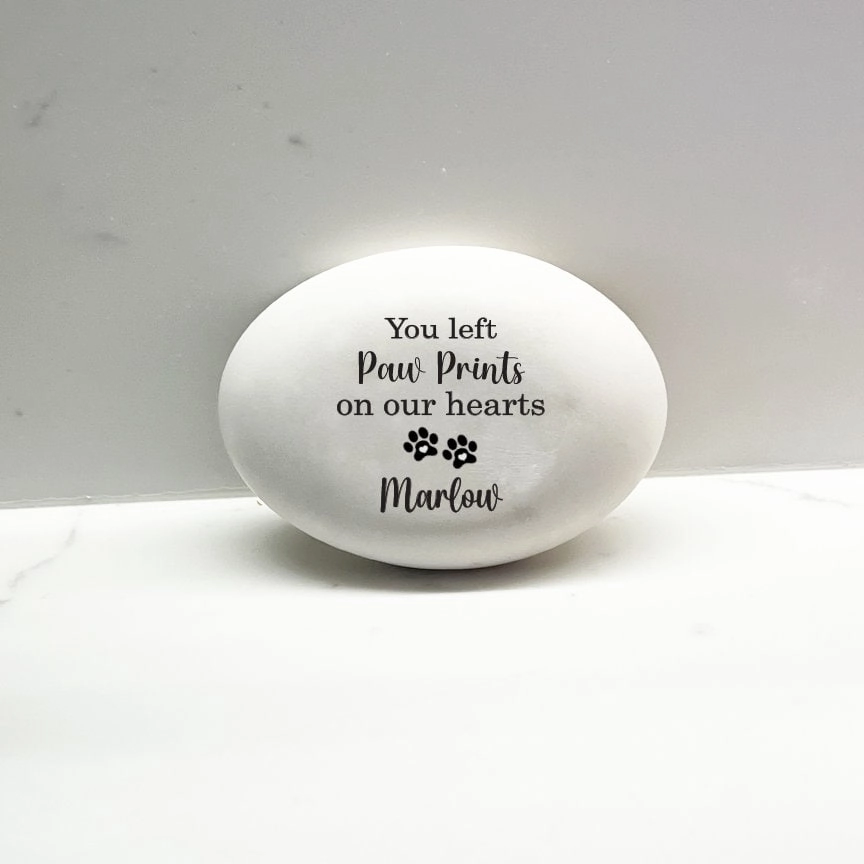 You left
Paw Prints
on our hearts
Marlow